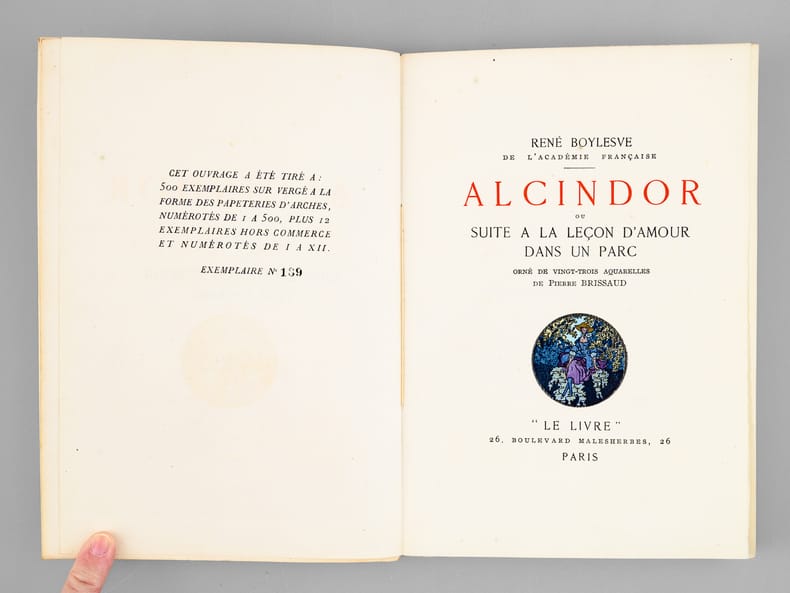 CET OUVRAGE A ÉTÉ TIRÉ A :
500 EXEMPLAIRES SUR VERGÉ A LA
FORME DES PAPETERIES D'ARCHES,
NUMÉROTÉS DE 1 A 500, PLUS 12
EXEMPLAIRES HORS COMMERCE
ET NUMÉROTÉS DE I A XII.
EXEMPLAIRE N° 189
RENÉ BOYLESVE
DE L'ACADÉMIE FRANÇAISE
ALCINDOR
OU
SUITE A LA LEÇON D'AMOUR
DANS UN PARC
ORNÉ DE VINGT-TROIS AQUARELLES
DE PIERRE BRISSAUD
"LE LIVRE"
26, BOULEVARD MALESHERBES, 26
PARIS